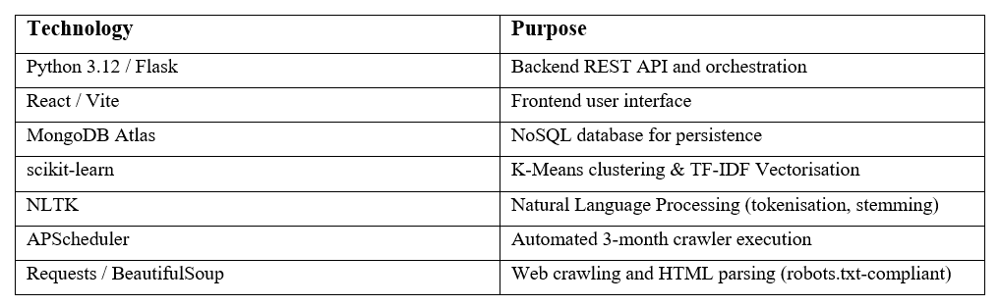 Technology Purpose
Python 3.12 / Flask Backend REST API and orchestration
React / Vite Frontend user interface
MongoDB Atlas NoSQL database for persistence
scikit-learn K-Means clustering & TF-IDF Vectorisation
NLTK Natural Language Processing (tokenisation, stemming)
APScheduler Automated 3-month crawler execution
Requests / BeautifulSoup Web crawling and HTML parsing (robots.txt-compliant)